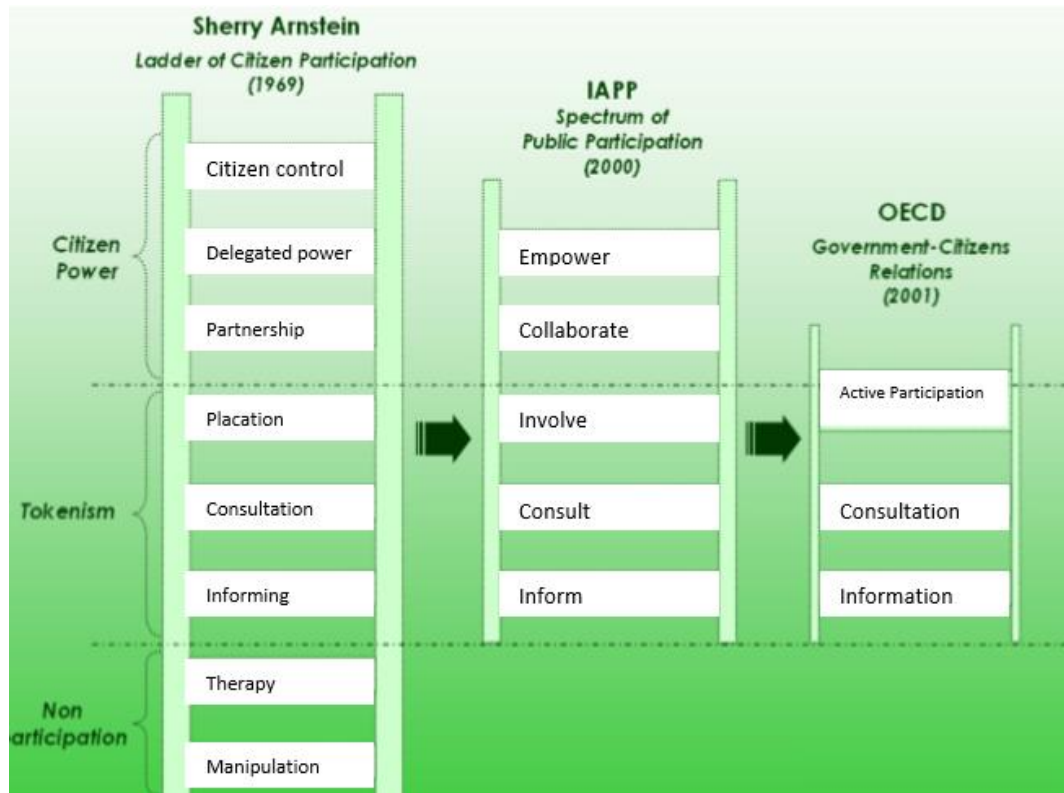 Sherry Arnstein
Ladder of Citizen Participation
(1969)
Citizen control
Delegated power
Partnership
Placation
Consultation
Informing
Therapy
Manipulation
Citizen
Power
Tokenism
Non
articipation
IAPP
Spectrum of
Public Participation
(2000)
Empower
Collaborate
Involve
Consult
Inform
OECD
Government-Citizens
Relations
(2001)
Active Participation
Consultation
Information